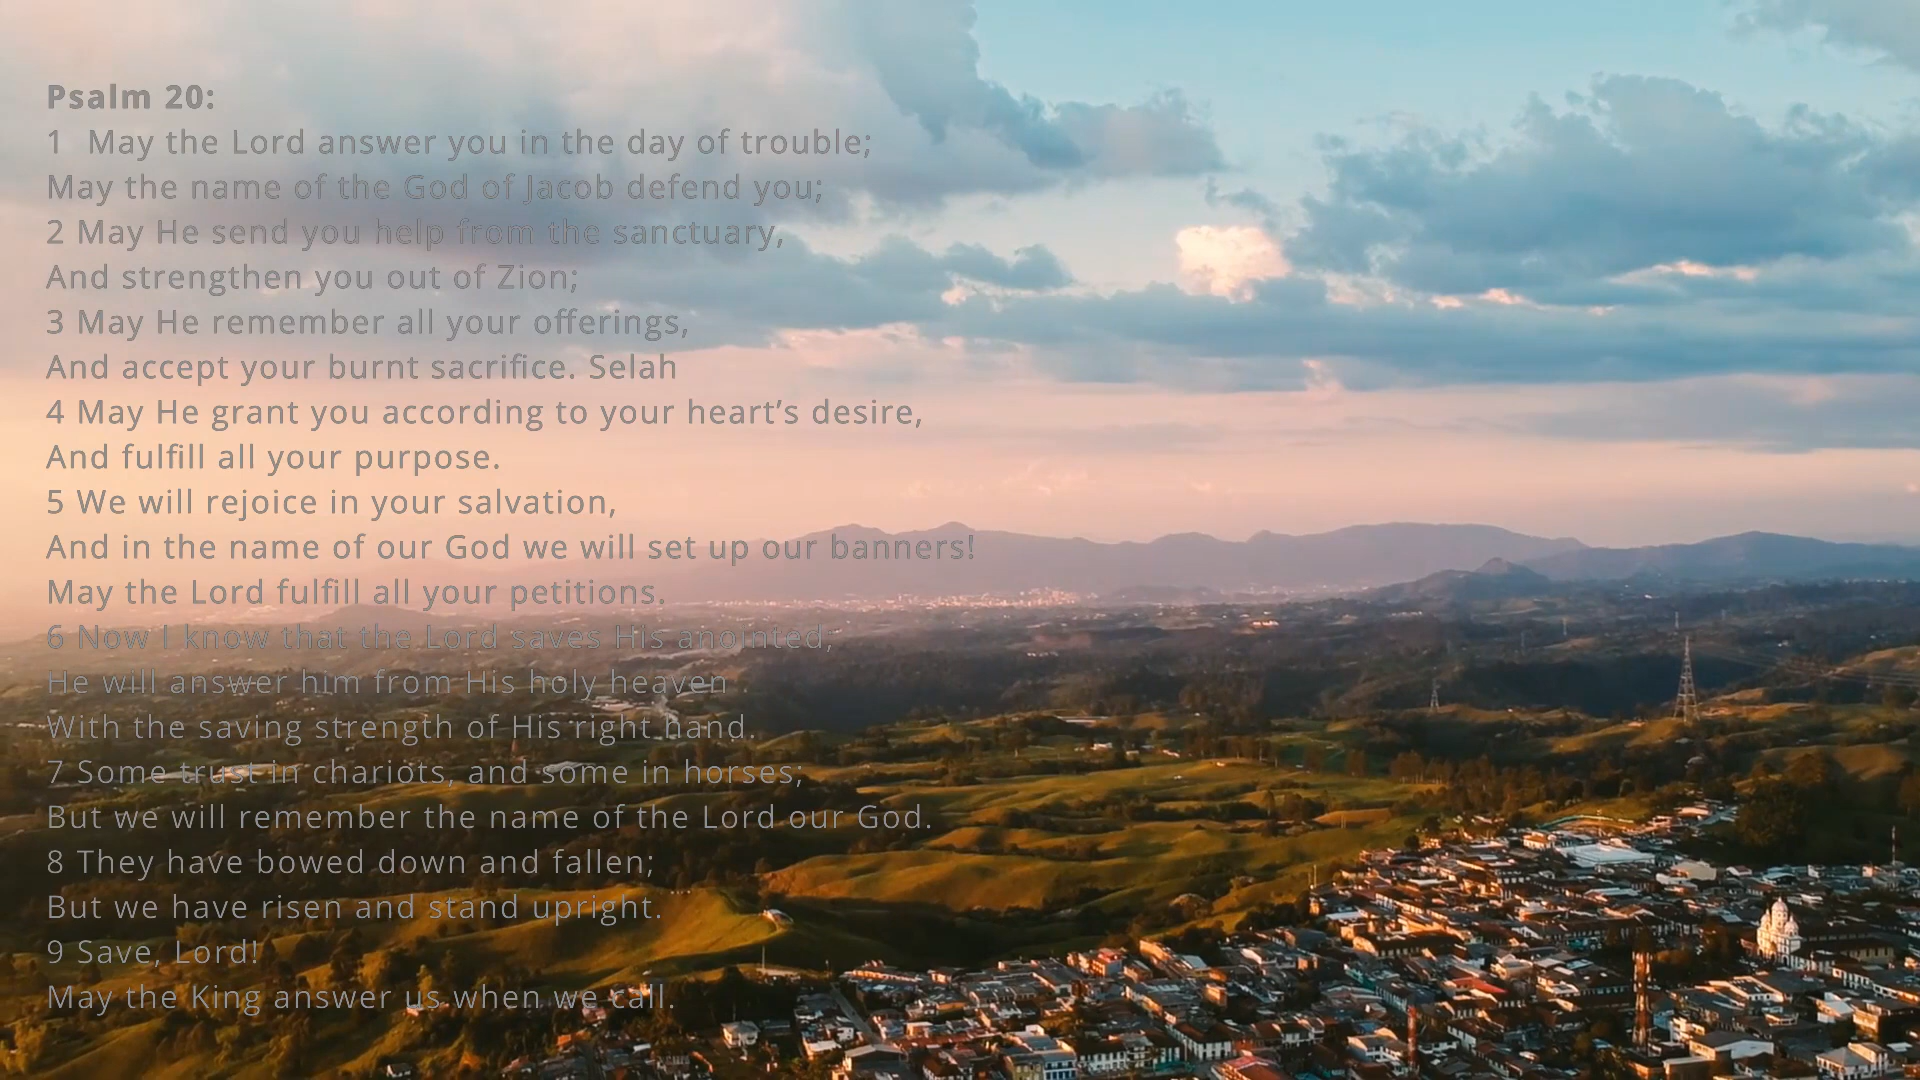 Psalm 20:
1 May the Lord answer you in the day of trouble;
May the name of the God of Jacob defend you;
2 May He send you help from the sanctuary,
And strengthen you out of Zion;
3 May He remember all your offerings,
And accept your burnt sacrifice. Selah
4 May He grant you according to your heart’s desire,
And fulfill all your purpose.
5 We will rejoice in your salvation,
And in the name of our God we will set up our banners!
May the Lord fulfill all your petitions.
6 Now I know that the Lord saves His anointed;
He will answer him from His holy heaven
With the saving strength of His right hand.
7 Some trust in chariots, and some in horses;
But we will remember the name of the Lord our God.
8 They have bowed down and fallen;
But we have risen and stand upright.
9 Save, Lord!
May the King answer us when we call.